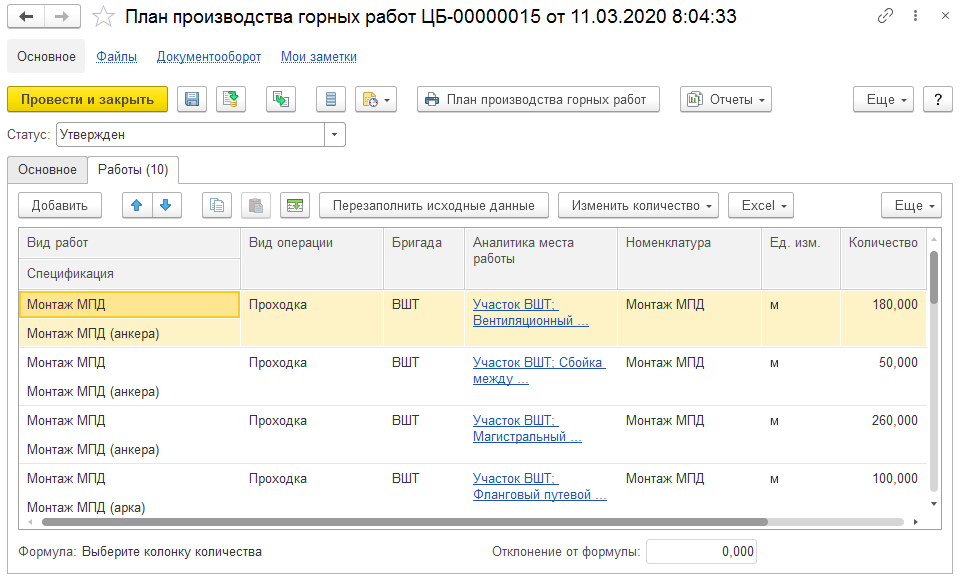 План производства горных работ ЦБ-00000015 от 11.03.2020 8:04:33
Основное Файлы Документооборот Мои заметки
Провести и закрыть План производства горных работ Отчеты Еще ?
Статус: Утвержден
Основное Работы (10)
Добавить Перезаполнить исходные данные Изменить количество Excel Еще
Вид работ Вид операции Бригада Аналитика места Номенклатура Ед. изм. Количество
работы
Спецификация
Монтаж МПД Проходка ВШТ Участок ВШТ; Монтаж МПД м 180,000
Вентиляционный ...
Монтаж МПД (анкера)
Монтаж МПД Проходка ВШТ Участок ВШТ; Сбойка Монтаж МПД м 50,000
между ...
Монтаж МПД (анкера)
Монтаж МПД Проходка ВШТ Участок ВШТ; Монтаж МПД м 260,000
Магистральный ...
Монтаж МПД (анкера)
Монтаж МПД Проходка ВШТ Участок ВШТ; Монтаж МПД м 100,000
Фланговый путевой ...
Монтаж МПД (арка)
Формула: Выберите колонку количества Отклонение от формулы: 0,000